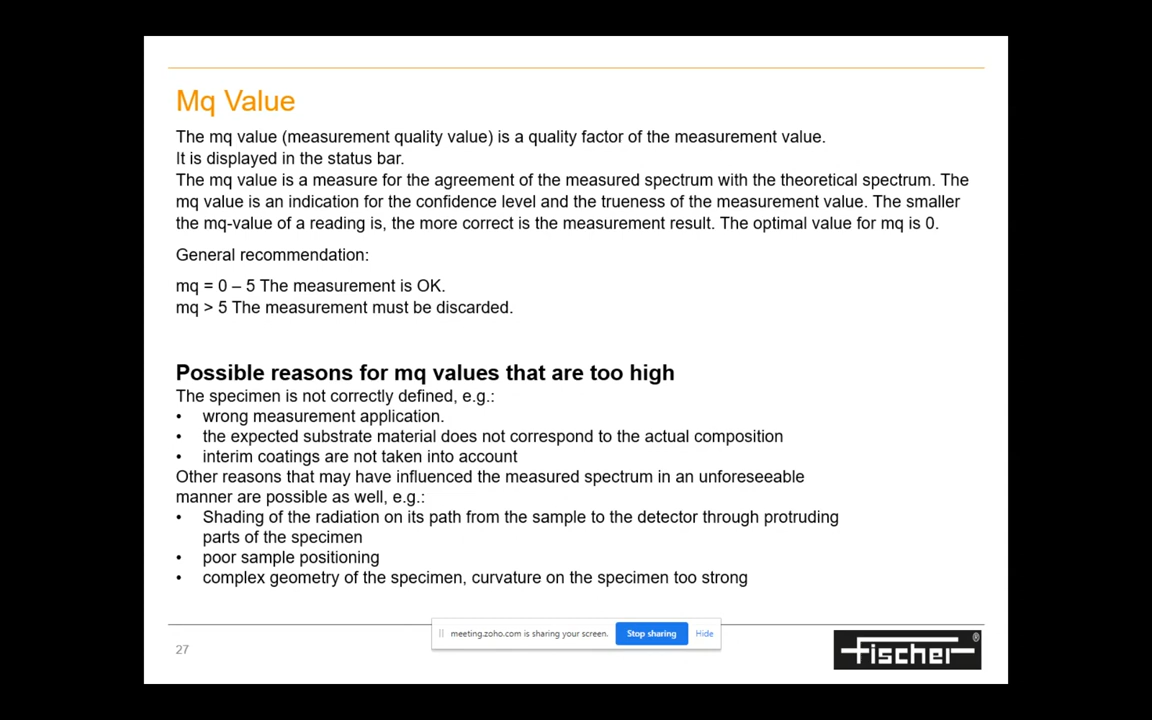 Mq Value
The mq value (measurement quality value) is a quality factor of the measurement value.
It is displayed in the status bar.
The mq value is a measure for the agreement of the measured spectrum with the theoretical spectrum. The
mq value is an indication for the confidence level and the trueness of the measurement value. The smaller
the mq-value of a reading is, the more correct is the measurement result. The optimal value for mq is 0.
General recommendation:
mq = 0 – 5 The measurement is OK.
mq > 5 The measurement must be discarded.
Possible reasons for mq values that are too high
The specimen is not correctly defined, e.g.:
• wrong measurement application.
• the expected substrate material does not correspond to the actual composition
• interim coatings are not taken into account
Other reasons that may have influenced the measured spectrum in an unforeseeable
manner are possible as well, e.g.:
• Shading of the radiation on its path from the sample to the detector through protruding
parts of the specimen
• poor sample positioning
• complex geometry of the specimen, curvature on the specimen too strong
meeting.zoho.com is sharing your screen. Stop sharing Hide
27
fischer®